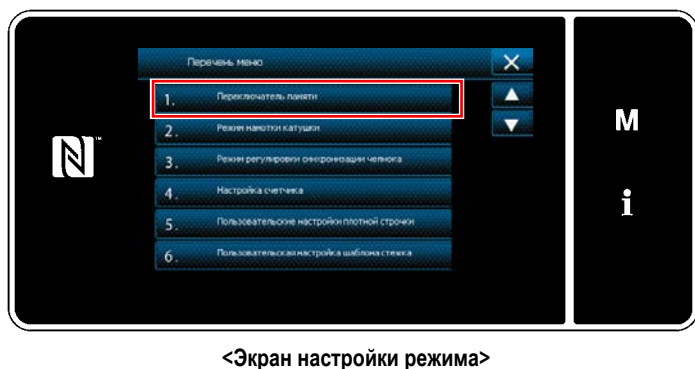 Перечень меню
1. Переключатель памяти
2. Режим намотки катушки
3. Режим регулировки синхронизации челнока
4. Настройка счетчика
5. Пользовательские настройки плотной строчки
6. Пользовательская настройка шаблона стежка
M
i
<Экран настройки режима>